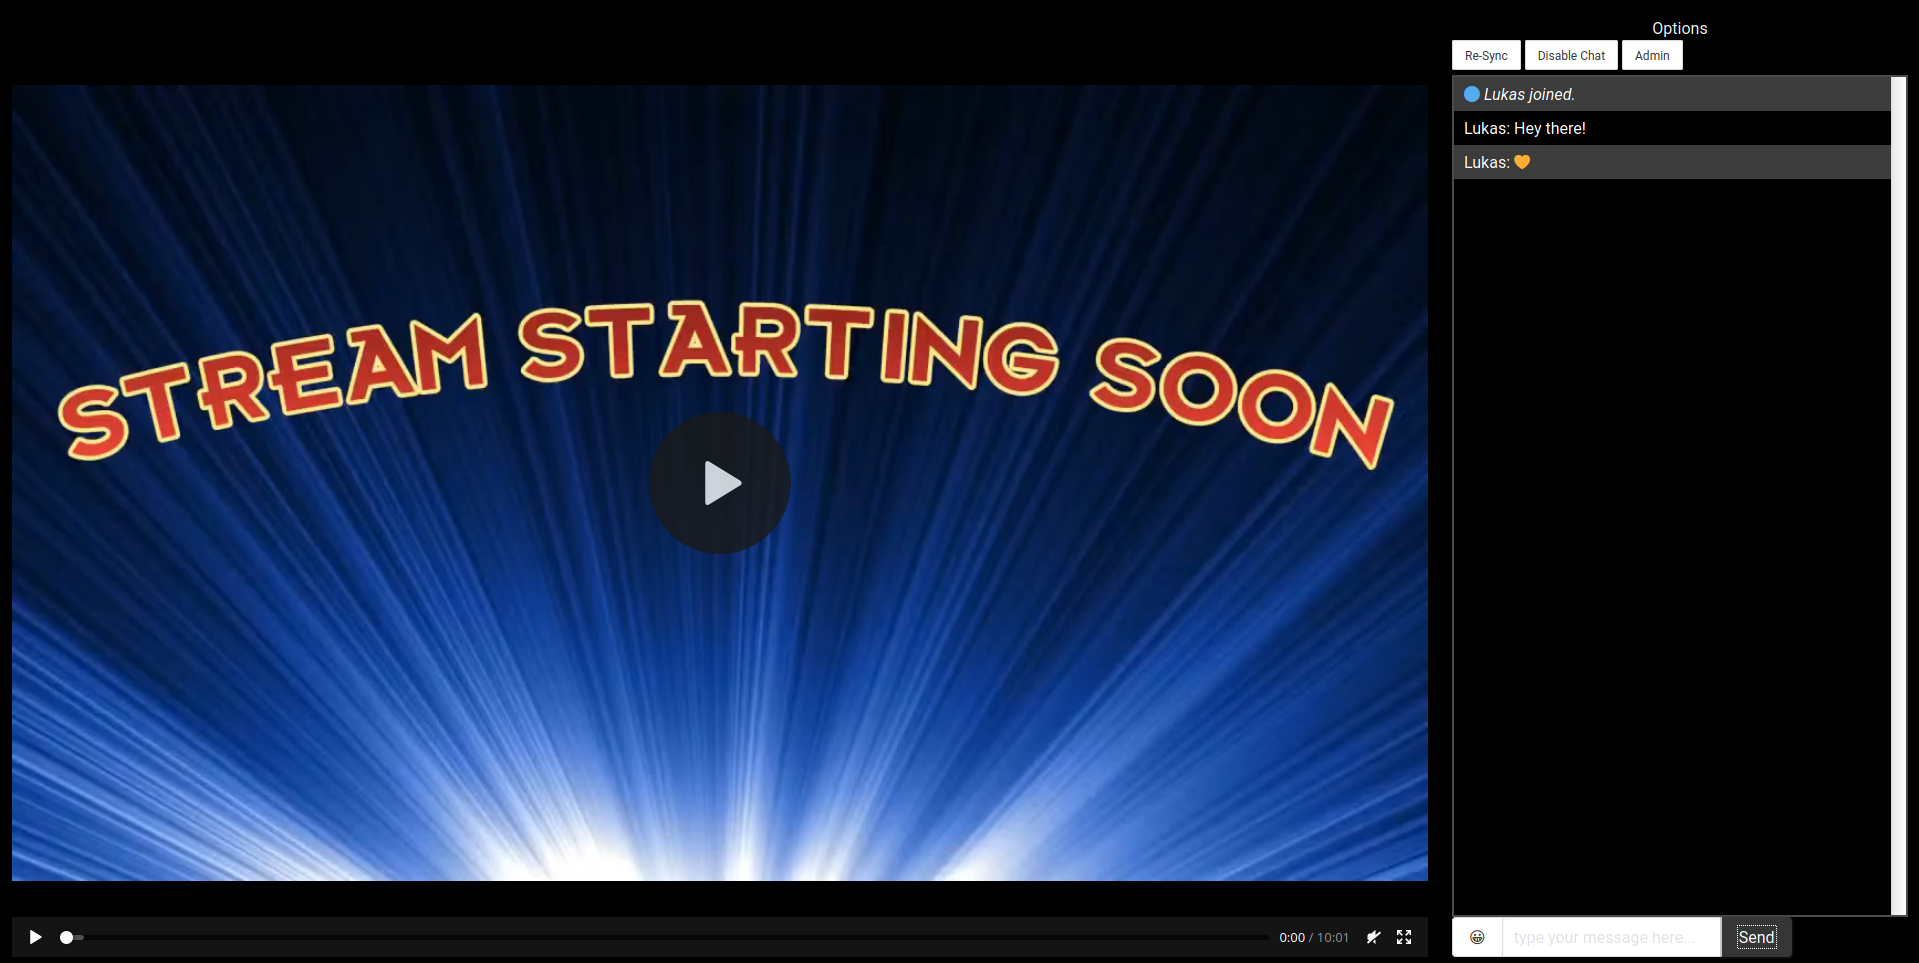 Options
Re-Sync Disable Chat Admin
Lukas joined.
Lukas: Hey there!
Lukas: 🧡
STREAM STARTING SOON
0:00 / 10:01
type your message here...
Send